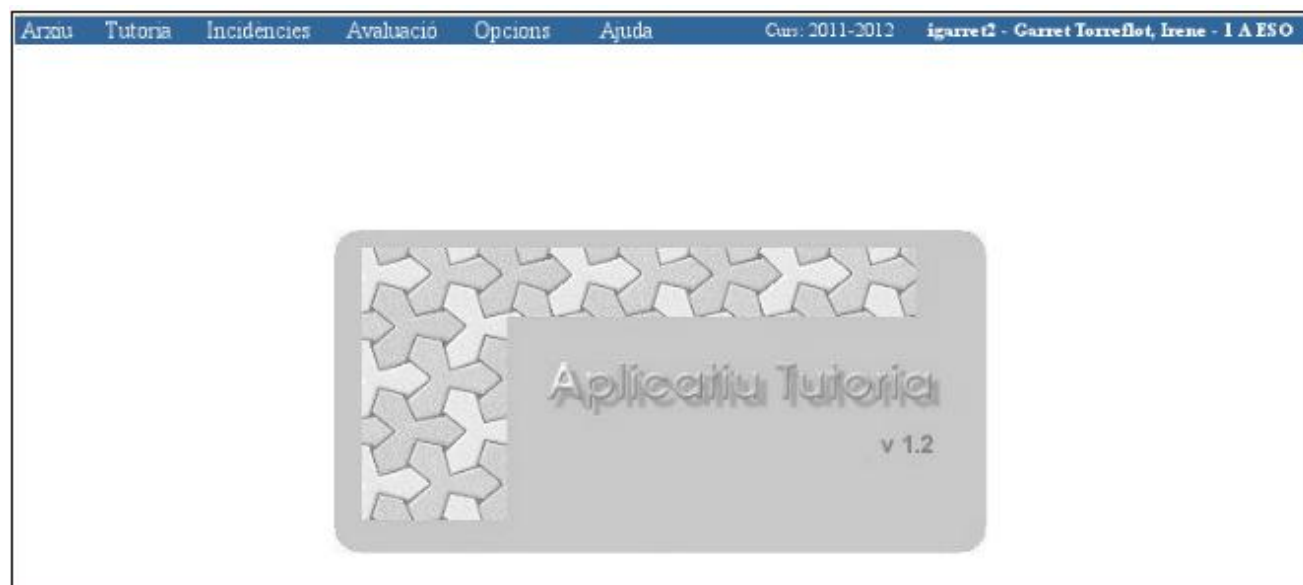 Arxiu Tutoria Incidències Avaluació Opcions Ajuda Curs: 2011-2012 igarret2 - Garret Torreflot, Irene - 1 A ESO
Aplicatiu Tutoria
v 1.2